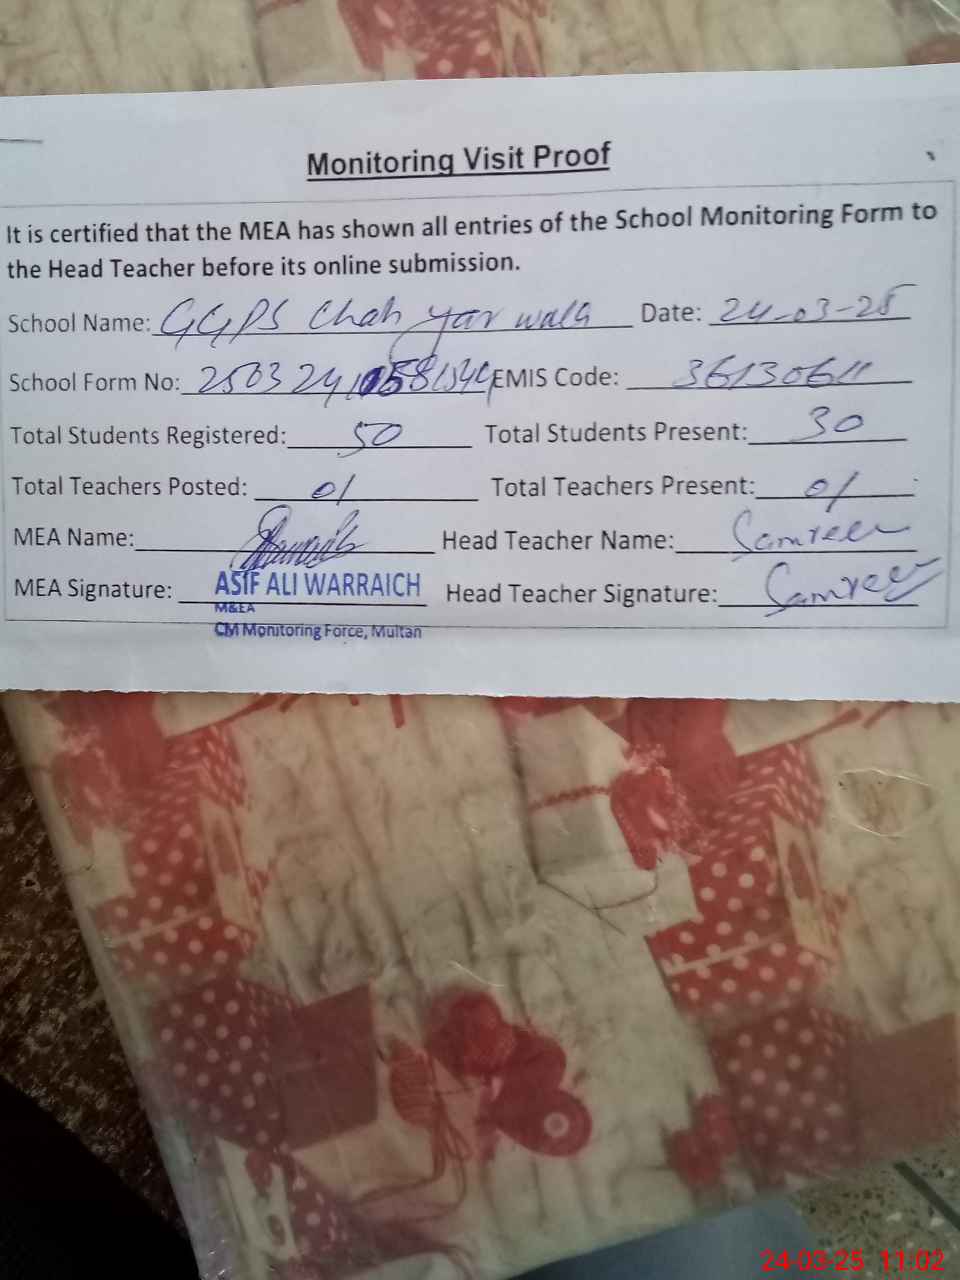 Monitoring Visit Proof
It is certified that the MEA has shown all entries of the School Monitoring Form to
the Head Teacher before its online submission.
School Name: GGPS Chah yar wala Date: 24-03-25
School Form No: EMIS Code: 36130611
Total Students Registered: 50 Total Students Present: 30
Total Teachers Posted: 01 Total Teachers Present: 01
MEA Name: Head Teacher Name: Samreen
MEA Signature: ASIF ALI WARRAICH Head Teacher Signature: Samreen
M&EA
CM Monitoring Force, Multan
24-03-25 11:02